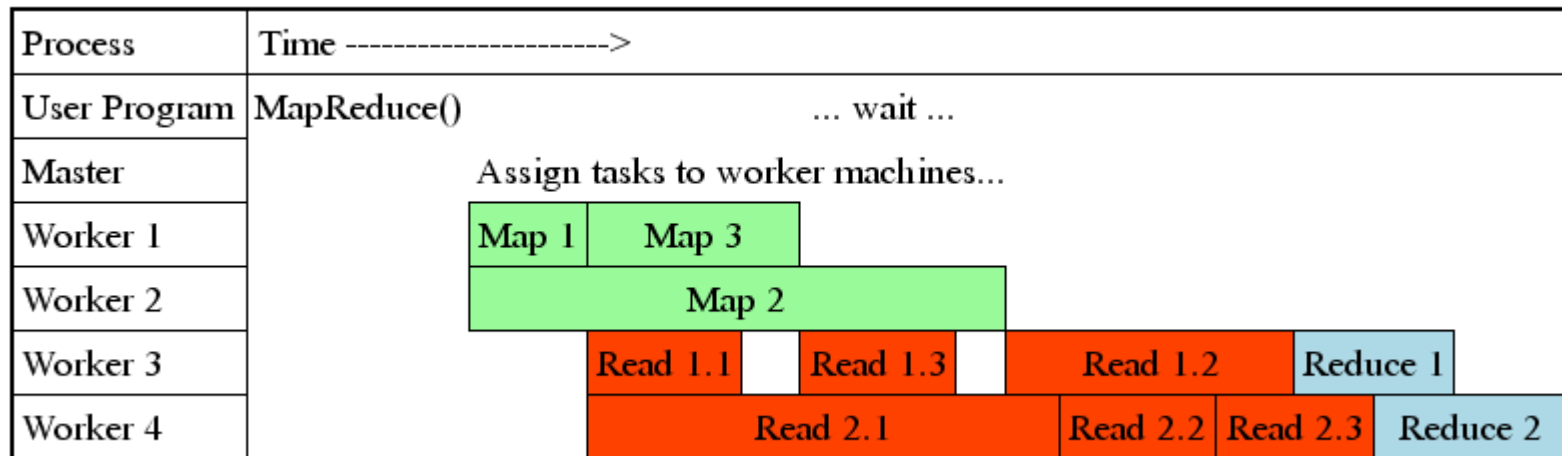 Process Time ---------------------->
User Program MapReduce() ... wait ...
Master Assign tasks to worker machines...
Worker 1 Map 1 Map 3
Worker 2 Map 2
Worker 3 Read 1.1 Read 1.3 Read 1.2 Reduce 1
Worker 4 Read 2.1 Read 2.2 Read 2.3 Reduce 2